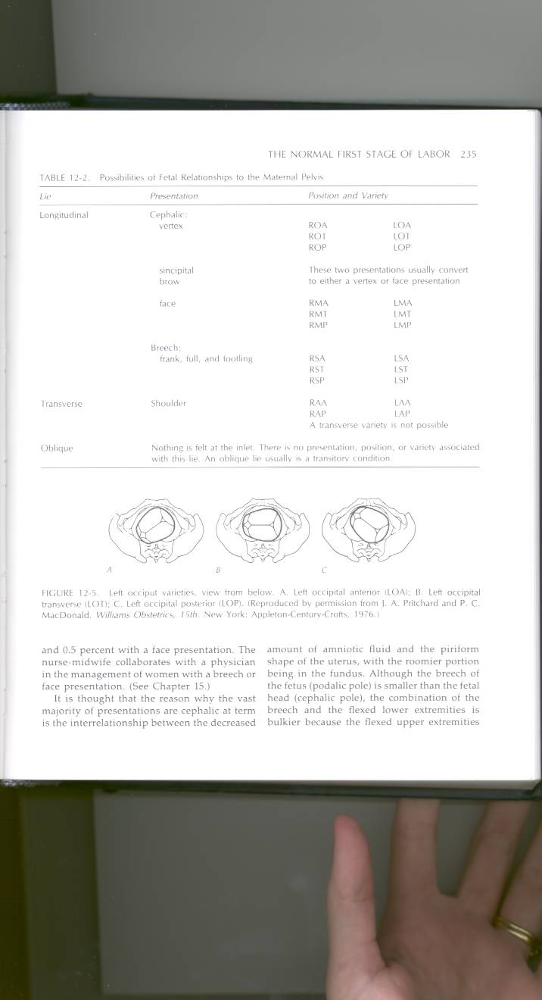 THE NORMAL FIRST STAGE OF LABOR 235
TABLE 12-2. Possibilities of Fetal Relationships to the Maternal Pelvis
Lie Presentation Position and Variety
Longitudinal Cephalic:
vertex ROA LOA
ROT LOT
ROP LOP
sincipital These two presentations usually convert
brow to either a vertex or face presentation
face RMA LMA
RMT LMT
RMP LMP
Breech:
frank, full, and footling RSA LSA
RST LST
RSP LSP
Transverse Shoulder RAA LAA
RAP LAP
A transverse variety is not possible
Oblique Nothing is felt at the inlet. There is no presentation, position, or variety associated
with this lie. An oblique lie usually is a transitory condition.
A B C
FIGURE 12-5. Left occiput varieties, view from below. A. Left occipital anterior (LOA); B. Left occipital
transverse (LOT); C. Left occipital posterior (LOP). (Reproduced by permission from J. A. Pritchard and P. C.
MacDonald. Williams Obstetrics, 15th. New York: Appleton-Century-Crofts, 1976.)
and 0.5 percent with a face presentation. The
nurse-midwife collaborates with a physician
in the management of women with a breech or
face presentation. (See Chapter 15.)
It is thought that the reason why the vast
majority of presentations are cephalic at term
is the interrelationship between the decreased
amount of amniotic fluid and the piriform
shape of the uterus, with the roomier portion
being in the fundus. Although the breech of
the fetus (podalic pole) is smaller than the fetal
head (cephalic pole), the combination of the
breech and the flexed lower extremities is
bulkier because the flexed upper extremities